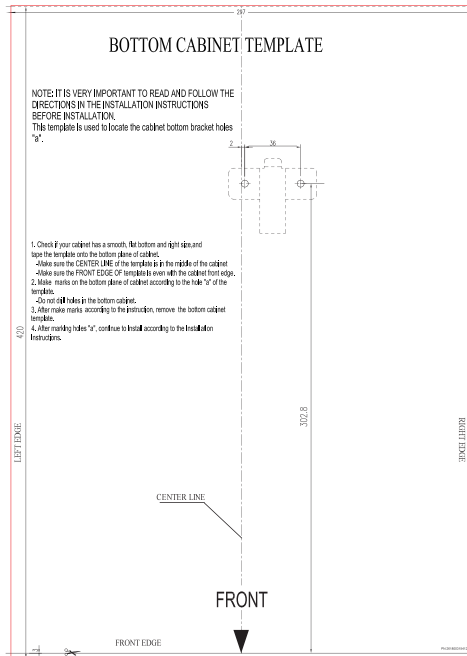 297
BOTTOM CABINET TEMPLATE
NOTE: IT IS VERY IMPORTANT TO READ AND FOLLOW THE
DIRECTIONS IN THE INSTALLATION INSTRUCTIONS
BEFORE INSTALLATION.
This template is used to locate the cabinet bottom bracket holes
"a".
2
36
1. Check if your cabinet has a smooth, flat bottom and right size,and
tape the template onto the bottom plane of cabinet.
-Make sure the CENTER LINE of the template is in the middle of the cabinet
-Make sure the FRONT EDGE OF template is even with the cabinet front edge.
2. Make marks on the bottom plane of cabinet according to the hole "a" of the
template.
-Do not drill holes in the bottom cabinet.
3. After make marks according to the instruction, remove the bottom cabinet
template.
4. After marking holes "a", continue to install according to the Installation
Instructions.
420
LEFT EDGE
302.8
RIGHT EDGE
CENTER LINE
FRONT
FRONT EDGE